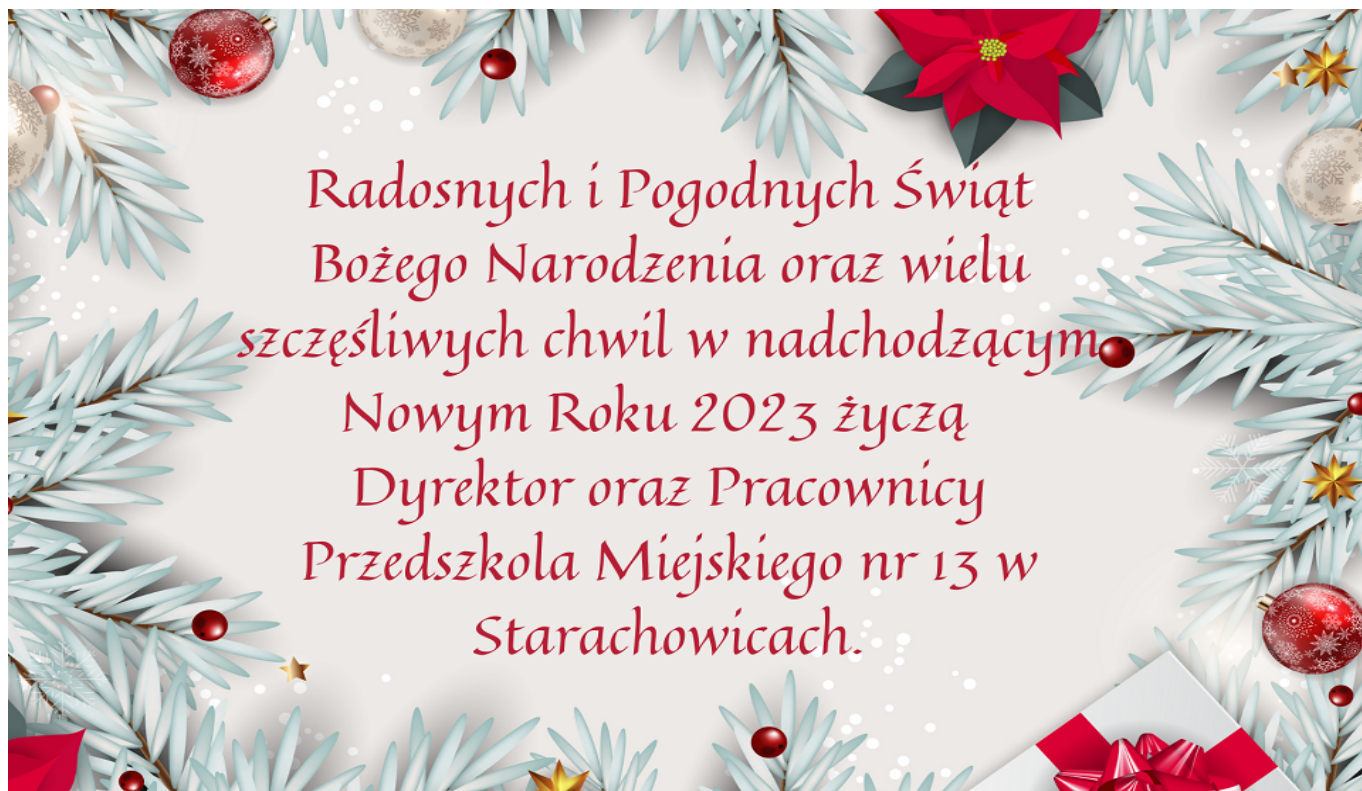 Radosnych i Pogodnych Świąt
Bożego Narodzenia oraz wielu
szczęśliwych chwil w nadchodzącym
Nowym Roku 2023 życzą
Dyrektor oraz Pracownicy
Przedszkola Miejskiego nr 13 w
Starachowicach.